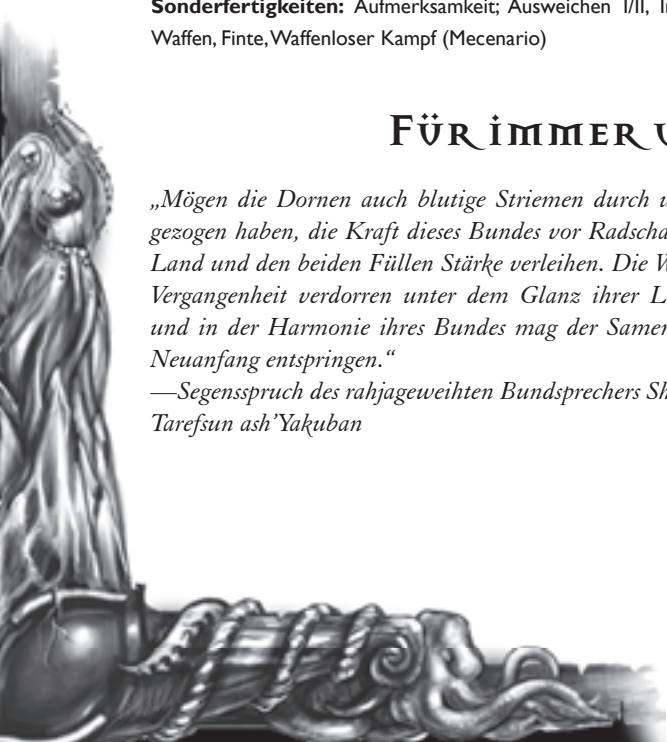 Sonderfertigkeiten: Aufmerksamkeit; Ausweichen I/II,
Waffen, Finte, Waffenloser Kampf (Mecenario)
Für immer
„Mögen die Dornen auch blutige Striemen durch
gezogen haben, die Kraft dieses Bundes vor
Land und den beiden Füllen Stärke verleihen. Die
Vergangenheit verdorren unter dem Glanz ihrer
und in der Harmonie ihres Bundes mag der
Neuanfang entspringen.“
—Segensspruch des rahjageweihten Bundsprechers
Tarefsun ash’Yakuban